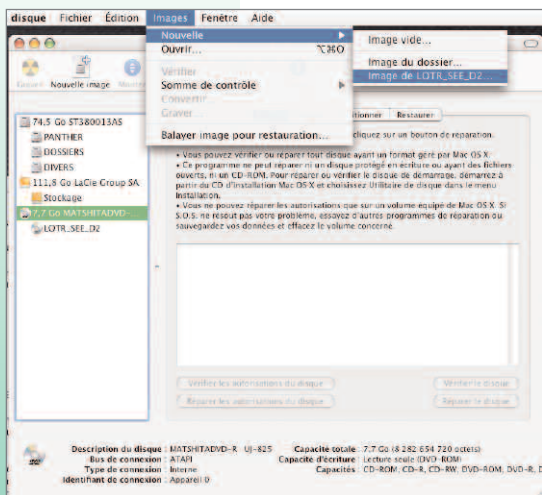 disque Fichier Édition Images Fenêtre Aide
Nouvelle
Ouvrir... ⌥⌘O
Vérifier
Somme de contrôle
Convertir
Graver...
Balayer image pour restauration...
Image vide...
Image du dossier...
Image de LOTR_SEE_D2...
Nouvelle image
74,5 Go ST380013AS
PANTHER
DOSSIERS
DIVERS
111,8 Go LaCie Group SA
Stockage
7,7 Go MATSHITADVD-
LOTR_SEE_D2
tionner Restaurer
cliquez sur un bouton de réparation.
• Vous pouvez vérifier ou réparer tout disque ayant un format géré par Mac OS X.
• Ce programme ne peut réparer ni un disque protégé en écriture ou ayant des fichiers
ouverts, ni un CD-ROM. Pour réparer ou vérifier le disque de démarrage, démarrez à
partir du CD d'Installation Mac OS X et choisissez Utilitaire de disque dans le menu
Installation.
• Vous ne pouvez réparer les autorisations que sur un volume équipé de Mac OS X. Si
S.O.S. ne résout pas votre problème, essayez d'autres programmes de réparation ou
sauvegardez vos données et effacez le volume concerné.
Vérifier les autorisations du disque
Vérifier le disque
Réparer les autorisations du disque
Réparer le disque
Description du disque : MATSHITADVD-R UJ-825
Bus de connexion : ATAPI
Type de connexion : Interne
Identifiant de connexion : Appareil 0
Capacité totale : 7,7 Go (8 282 654 720 octets)
Capacité d'écriture : Lecture seule (DVD-ROM)
Capacités : CD-ROM, CD-R, CD-RW, DVD-ROM, DVD-R, D